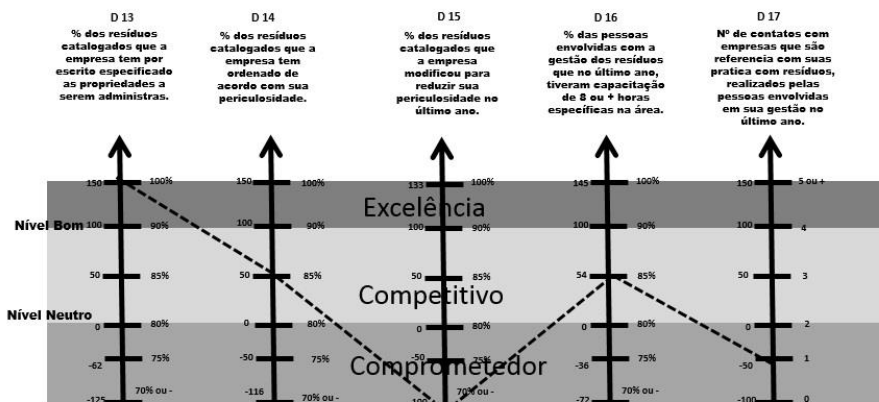 D 13
% dos resíduos
catalogados que a
empresa tem por
escrito especificado
as propriedades a
serem administras.
D 14
% dos resíduos
catalogados que a
empresa tem
ordenado de
acordo com sua
periculosidade.
D 15
% dos resíduos
catalogados que
a empresa
modificou para
reduzir sua
periculosidade no
último ano.
D 16
% das pessoas
envolvidas com a
gestão dos resíduos
que no último ano,
tiveram capacitação
de 8 ou + horas
específicas na área.
D 17
Nº de contatos com
empresas que são
referencia com suas
pratica com resíduos,
realizados pelas
pessoas envolvidas
em sua gestão no
último ano.
150 100% 150 100% 133 100% 145 100% 150 5 ou +
Excelência
Nível Bom 100 90% 100 90% 100 90% 100 90% 100 4
50 85% 50 85% 50 85% 54 85% 50 3
Competitivo
Nível Neutro
0 80% 0 80% 0 80% 0 80% 0 2
-62 75% -50 75% -50 75% -36 75% -50 1
Comprometedor
-125 70% ou - -116 70% ou - 70% ou - -72 70% ou - -100 0